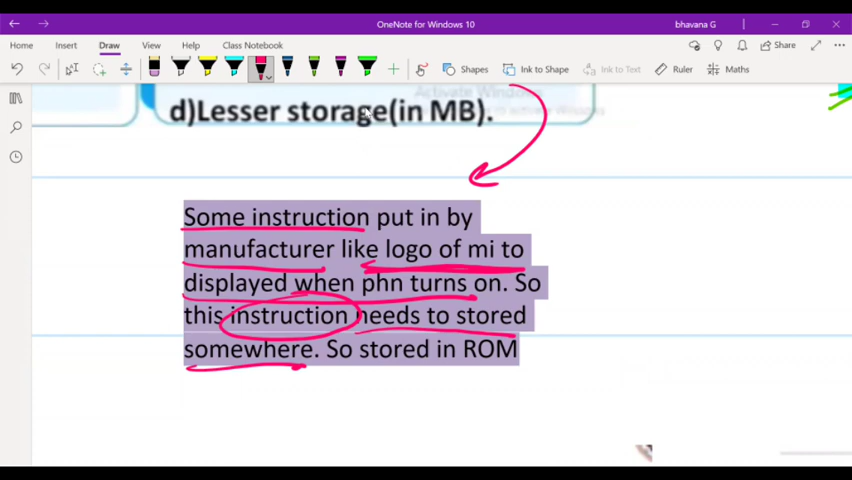 OneNote for Windows 10
bhavana G
Home Insert Draw View Help Class Notebook
Share
Shapes Ink to Shape Ink to Text Ruler Maths
Activate Windows
d)Lesser storage(in MB).
Some instruction put in by
manufacturer like logo of mi to
displayed when phn turns on. So
this instruction needs to stored
somewhere. So stored in ROM